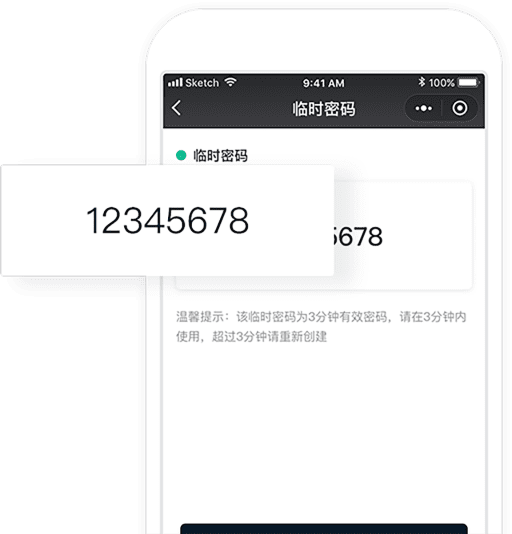 Sketch 9:41 AM 100%
临时密码
临时密码
12345678
5678
温馨提示：该临时密码为3分钟有效密码，请在3分钟内
使用，超过3分钟请重新创建